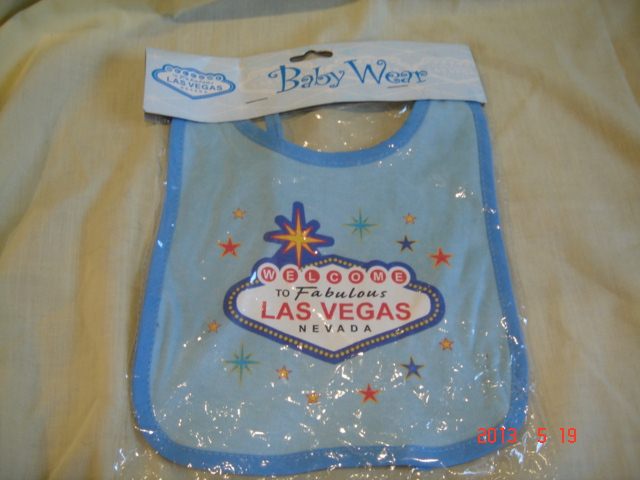 LAS VEGAS
Baby Wear
WELCOME
TO Fabulous
LAS VEGAS
NEVADA
2013 5 19